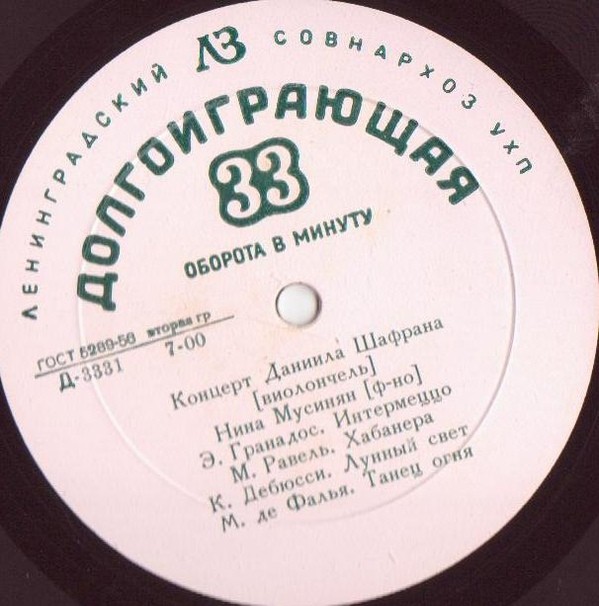 ЛЕНИНГРАДСКИЙ ЛЗ СОВНАРХОЗ УХП
ДОЛГОИГРАЮЩАЯ
33
ОБОРОТА В МИНУТУ
ГОСТ 5289-56 вторая гр
Д-3331 7-00
Концерт Даниила Шафрана
[виолончель]
Нина Мусинян [ф-но]
Э. Гранадос. Интермеццо
М. Равель. Хабанера
К. Дебюсси. Лунный свет
М. де Фалья. Танец огня